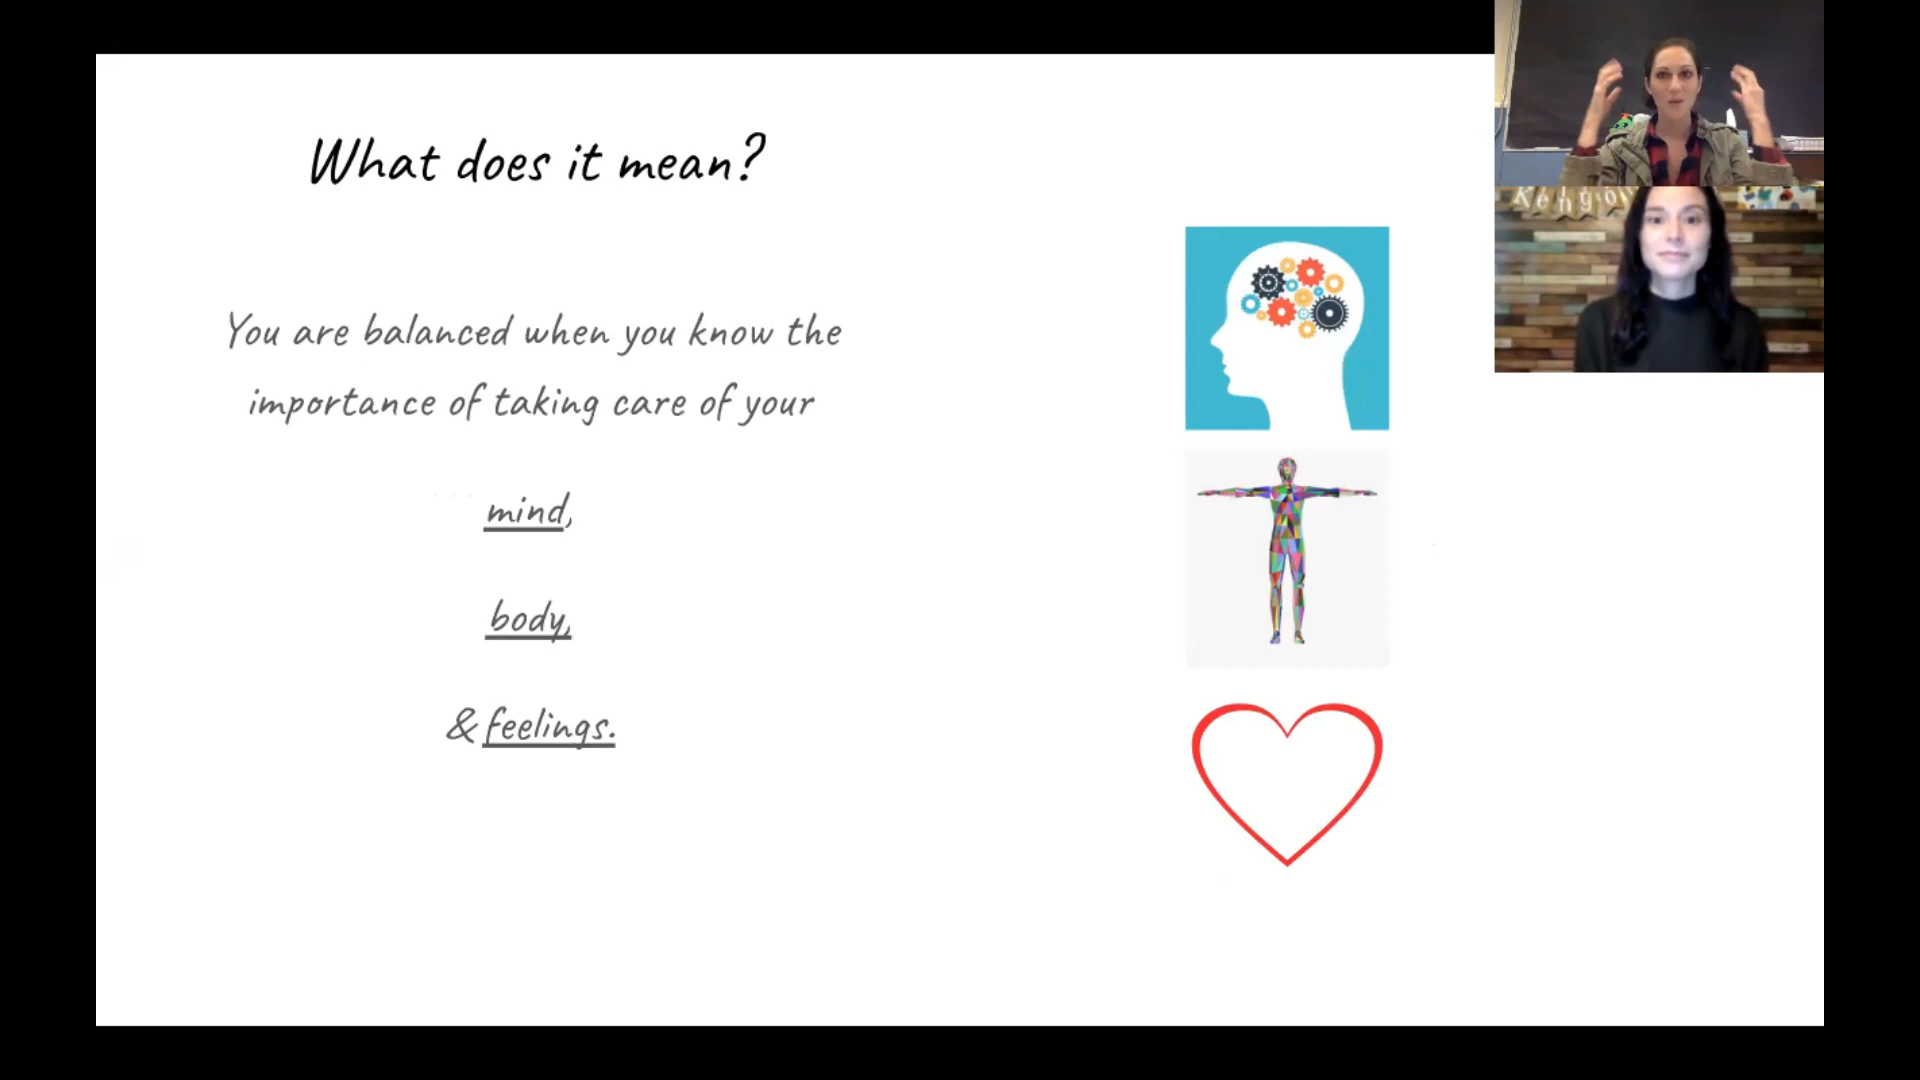 What does it mean?
You are balanced when you know the
importance of taking care of your
mind,
body,
& feelings.